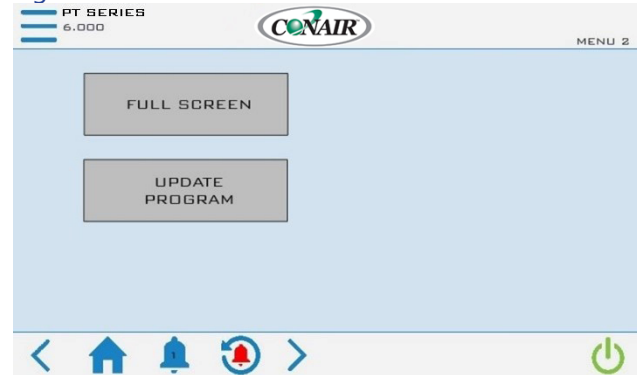 PT SERIES
6.000
CONAIR
MENU 2
FULL SCREEN
UPDATE
PROGRAM
1